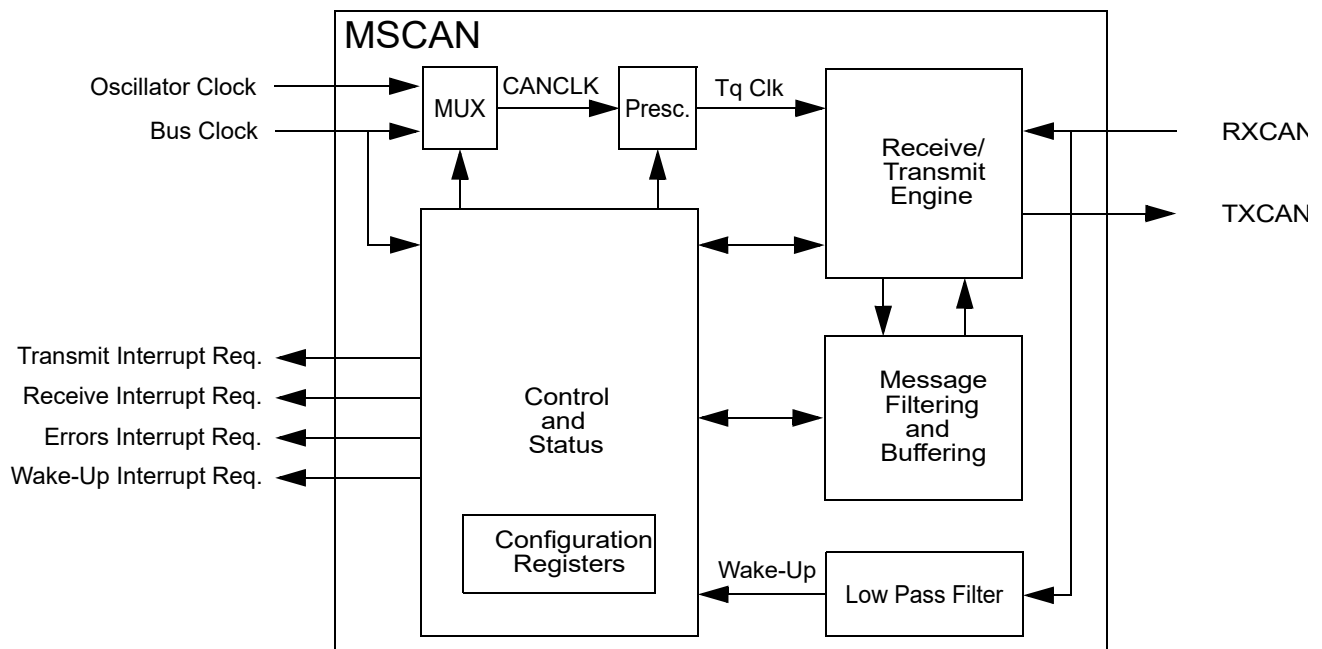 MSCAN
Oscillator Clock
Bus Clock
MUX
CANCLK
Presc.
Tq Clk
Receive/
Transmit
Engine
RXCAN
TXCAN
Transmit Interrupt Req.
Receive Interrupt Req.
Errors Interrupt Req.
Wake-Up Interrupt Req.
Control
and
Status
Message
Filtering
and
Buffering
Configuration
Registers
Wake-Up
Low Pass Filter